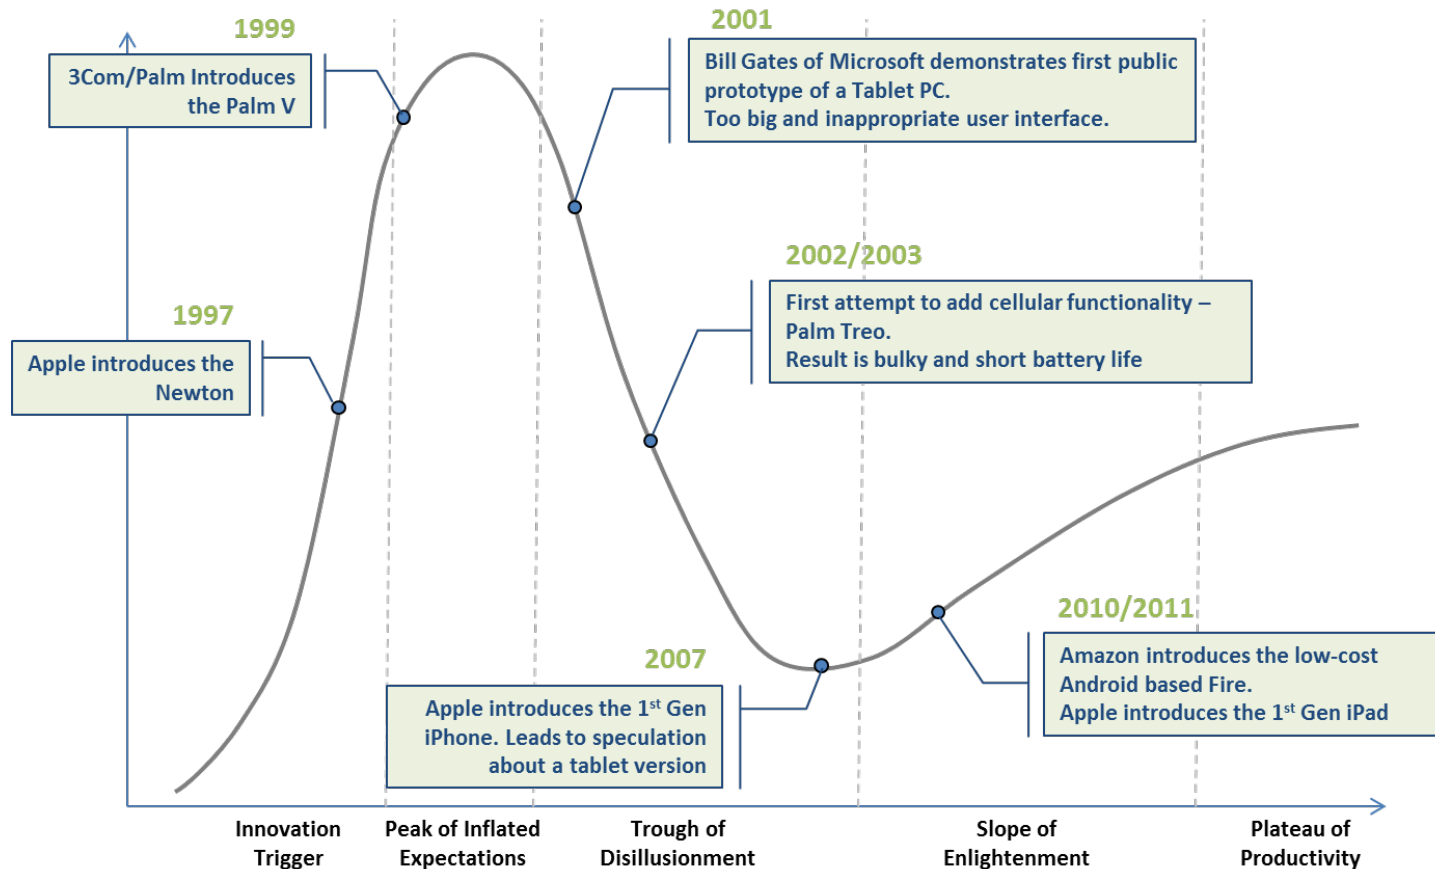 1999
3Com/Palm Introduces
the Palm V
2001
Bill Gates of Microsoft demonstrates first public
prototype of a Tablet PC.
Too big and inappropriate user interface.
1997
Apple introduces the
Newton
2002/2003
First attempt to add cellular functionality –
Palm Treo.
Result is bulky and short battery life
2007
Apple introduces the 1st Gen
iPhone. Leads to speculation
about a tablet version
2010/2011
Amazon introduces the low-cost
Android based Fire.
Apple introduces the 1st Gen iPad
Innovation
Trigger
Peak of Inflated
Expectations
Trough of
Disillusionment
Slope of
Enlightenment
Plateau of
Productivity